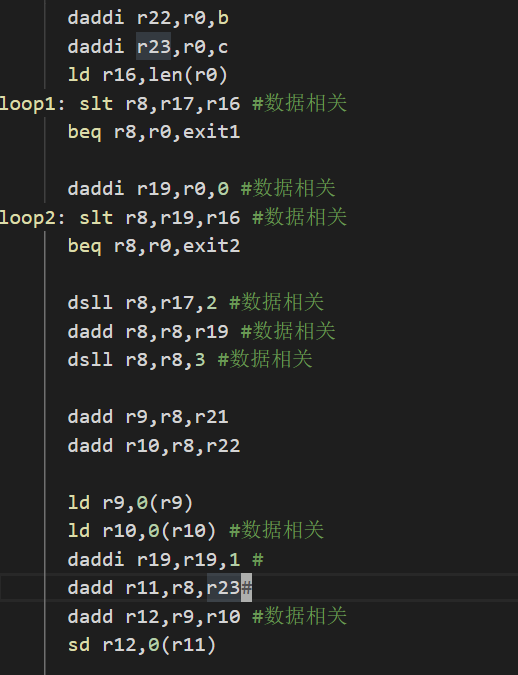 daddi r22,r0,b
daddi r23,r0,c
ld r16,len(r0)
loop1: slt r8,r17,r16 #数据相关
beq r8,r0,exit1
daddi r19,r0,0 #数据相关
loop2: slt r8,r19,r16 #数据相关
beq r8,r0,exit2
dsll r8,r17,2 #数据相关
dadd r8,r8,r19 #数据相关
dsll r8,r8,3 #数据相关
dadd r9,r8,r21
dadd r10,r8,r22
ld r9,0(r9)
ld r10,0(r10) #数据相关
daddi r19,r19,1 #
dadd r11,r8,r23#
dadd r12,r9,r10 #数据相关
sd r12,0(r11)